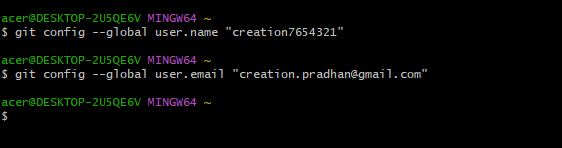 acer@DESKTOP-2U5QE6V MINGW64 ~
$ git config --global user.name "creation7654321"
acer@DESKTOP-2U5QE6V MINGW64 ~
$ git config --global user.email "creation.pradhan@gmail.com"
acer@DESKTOP-2U5QE6V MINGW64 ~
$